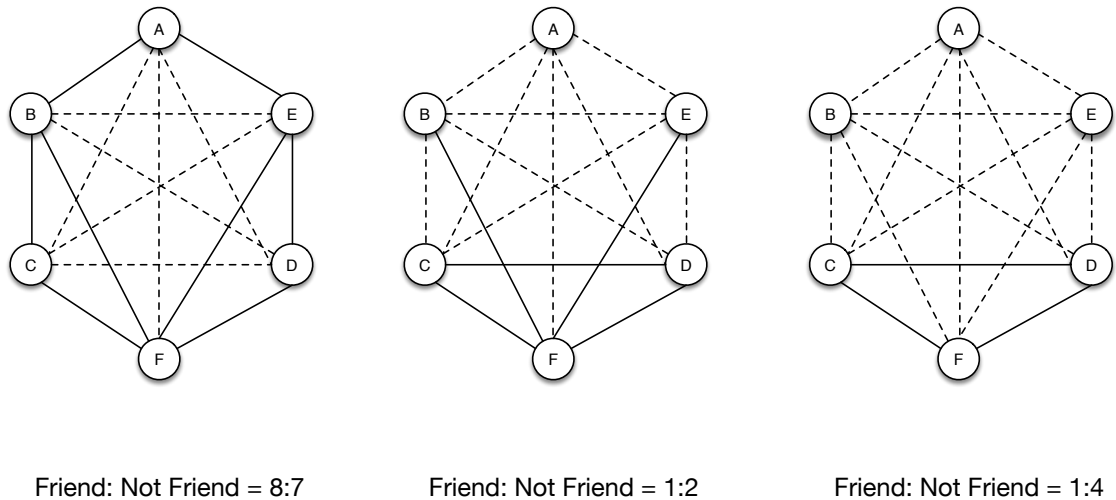 A
B
E
C
D
F
A
B
E
C
D
F
A
B
E
C
D
F
Friend: Not Friend = 8:7
Friend: Not Friend = 1:2
Friend: Not Friend = 1:4